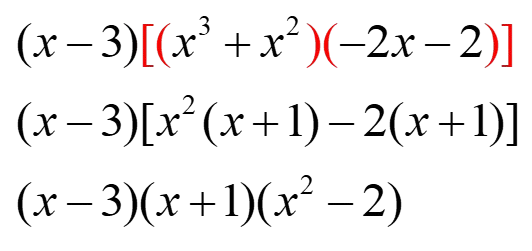 (x − 3)[(x³ + x²)(−2x − 2)]
(x − 3)[x²(x + 1) − 2(x + 1)]
(x − 3)(x + 1)(x² − 2)